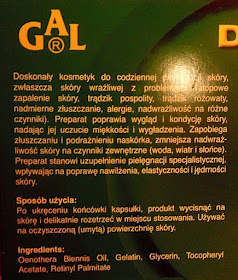 GAL
R
D
Doskonały kosmetyk do codziennej skóry,
zwłaszcza skóry wrażliwej z (atopowe
zapalenie skóry, trądzik pospolity, trądzik różowaty,
nadmierne złuszczanie, alergie, nadwrażliwość na różne
czynniki). Preparat poprawia wygląd i kondycję skóry,
nadając jej uczucie miękkości i wygładzenia. Zapobiega
złuszczaniu i podrażnieniu naskórka, zmniejsza nadwraż-
liwość skóry na czynniki zewnętrzne (woda, wiatr i słońce).
Preparat stanowi uzupełnienie pielęgnacji specjalistycznej,
wpływając na poprawę nawilżenia, elastyczności i jędrności
skóry.
Sposób użycia:
Po ukręceniu końcówki kapsułki, produkt wycisnąć na
skórę i delikatnie rozetrzeć w miejscu stosowania. Używać
na oczyszczoną (umytą) powierzchnię skóry.
Ingredients:
Oenothera Biennis Oil, Gelatin, Glycerin, Tocopheryl
Acetate, Retinyl Palmitate